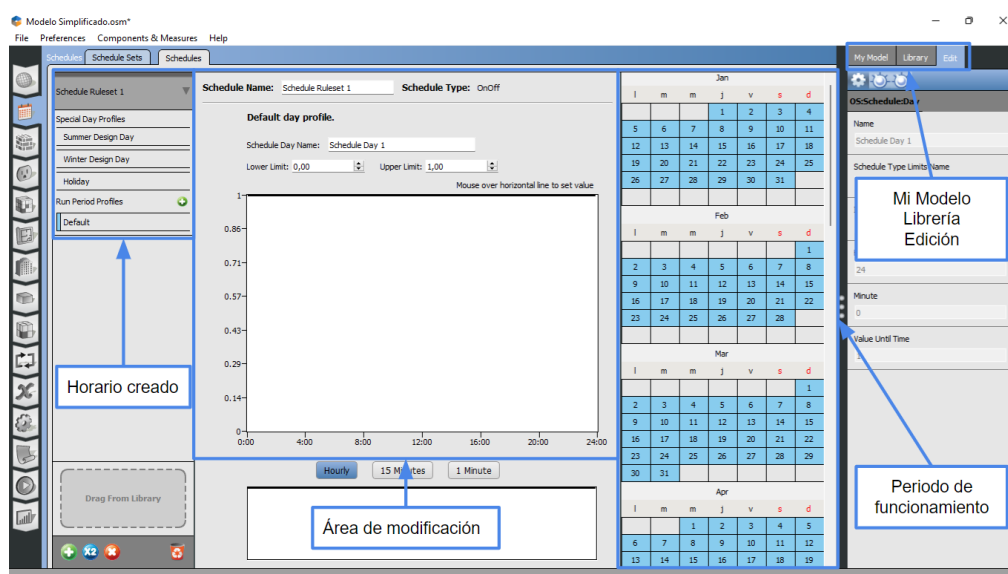 Modelo Simplificado.osm*
File Preferences Components & Measures Help
Schedules Schedule Sets Schedules
My Model Library Edit
Schedule Ruleset 1
Special Day Profiles
Summer Design Day
Winter Design Day
Holiday
Run Period Profiles
Default
Horario creado
Drag From Library
X2
Schedule Name: Schedule Ruleset 1 Schedule Type: OnOff
Default day profile.
Schedule Day Name: Schedule Day 1
Lower Limit: 0,00 Upper Limit: 1,00
Mouse over horizontal line to set value
1
0.86
0.71
0.57
0.43
0.29
0.14
0
0:00 4:00 8:00 12:00 16:00 20:00 24:00
Hourly 15 Minutes 1 Minute
Área de modificación
Jan
l m m j v s d
1 2 3 4
5 6 7 8 9 10 11
12 13 14 15 16 17 18
19 20 21 22 23 24 25
26 27 28 29 30 31
Feb
l m m j v s d
1
2 3 4 5 6 7 8
9 10 11 12 13 14 15
16 17 18 19 20 21 22
23 24 25 26 27 28
Mar
l m m j v s d
1
2 3 4 5 6 7 8
9 10 11 12 13 14 15
16 17 18 19 20 21 22
23 24 25 26 27 28 29
30 31
Apr
l m m j v s d
1 2 3 4 5
6 7 8 9 10 11 12
13 14 15 16 17 18 19
OS:Schedule:Day
Name
Schedule Day 1
Schedule Type Limits Name
Mi Modelo
Librería
Edición
24
Minute
0
Value Until Time
Periodo de
funcionamiento